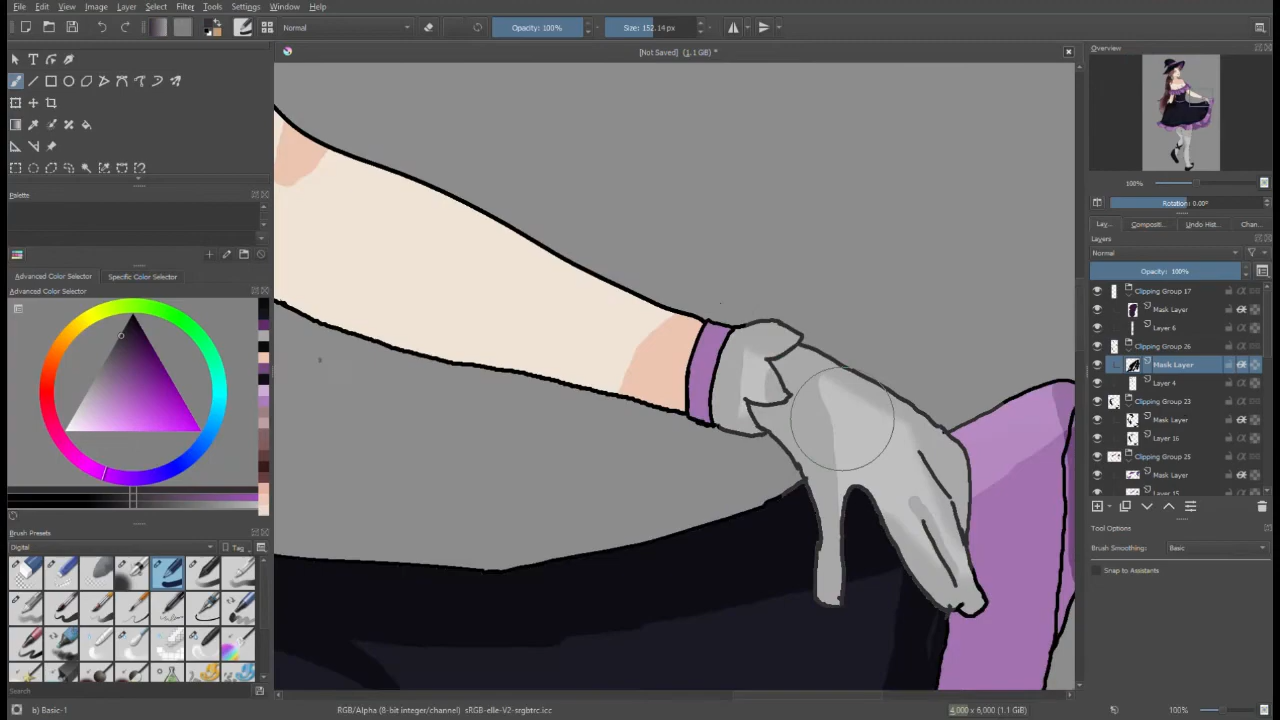 File Edit View Image Layer Select Filter Tools Settings Window Help
Normal Opacity: 100% Size: 152.14 px
[Not Saved] (1.1 GB) *
Overview
Palette
100%
Rotation: 0.00°
Lay... Compositi... Undo Hist... Chan...
Layers
Normal
Opacity: 100%
Clipping Group 17
Mask Layer
Layer 6
Clipping Group 26
Mask Layer
Layer 4
Clipping Group 23
Mask Layer
Layer 16
Clipping Group 25
Mask Layer
Layer 15
Tool Options
Brush Smoothing: Basic
Snap to Assistants
Advanced Color Selector Specific Color Selector
Advanced Color Selector
Brush Presets
Digital Tag
Search
b) Basic-1 RGB/Alpha (8-bit integer/channel) sRGB-elle-V2-srgbtrc.icc 4,000 x 6,000 (1.1 GiB) 100%